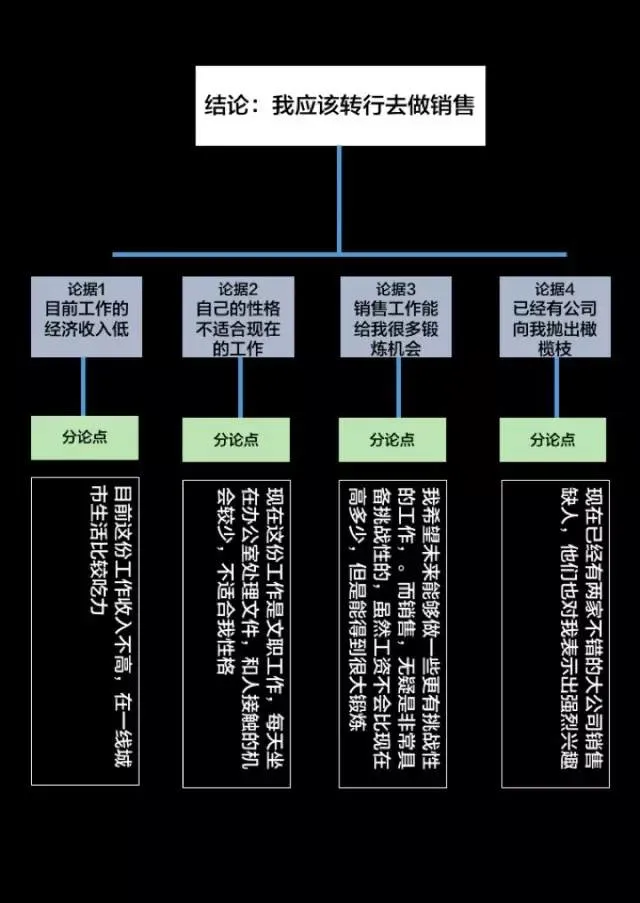 结论：我应该转行去做销售
论据1
目前工作的
经济收入低
论据2
自己的性格
不适合现在
的工作
论据3
销售工作能
给我很多锻
炼机会
论据4
已经有公司
向我抛出橄
榄枝
分论点
分论点
分论点
分论点
目前这份工作收入不高，在一线城
市生活比较吃力
现在这份工作是文职工作，每天坐
在办公室处理文件，和人接触的机
会较少，不适合我性格
我希望未来能够做一些更有挑战性
的工作，。而销售，无疑是非常具
备挑战性的，虽然工资不会比现在
高多少，但是能得到很大锻炼
现在已经有两家不错的大公司销售
缺人，他们也对我表示出强烈兴趣